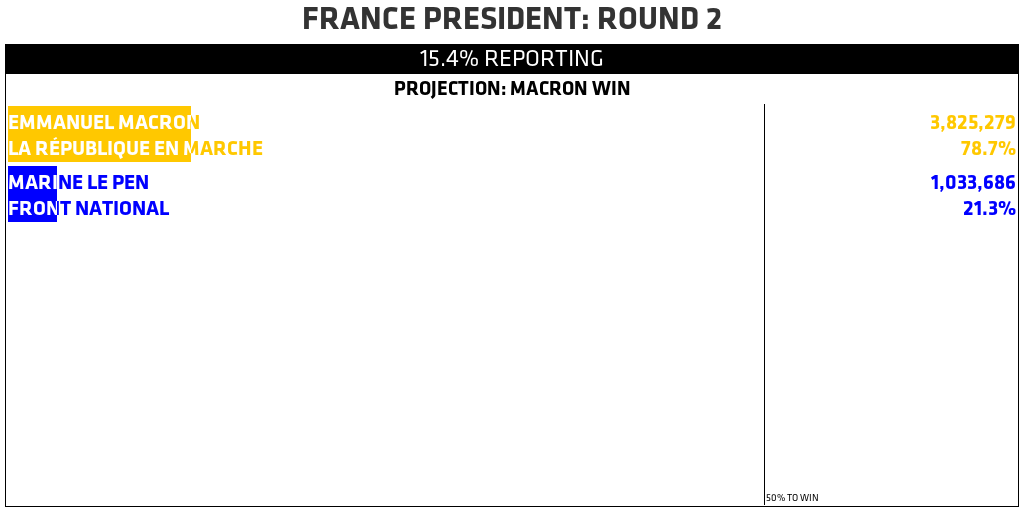 FRANCE PRESIDENT: ROUND 2
15.4% REPORTING
PROJECTION: MACRON WIN
EMMANUEL MACRON 3,825,279
LA RÉPUBLIQUE EN MARCHE 78.7%
MARINE LE PEN 1,033,686
FRONT NATIONAL 21.3%
50% TO WIN